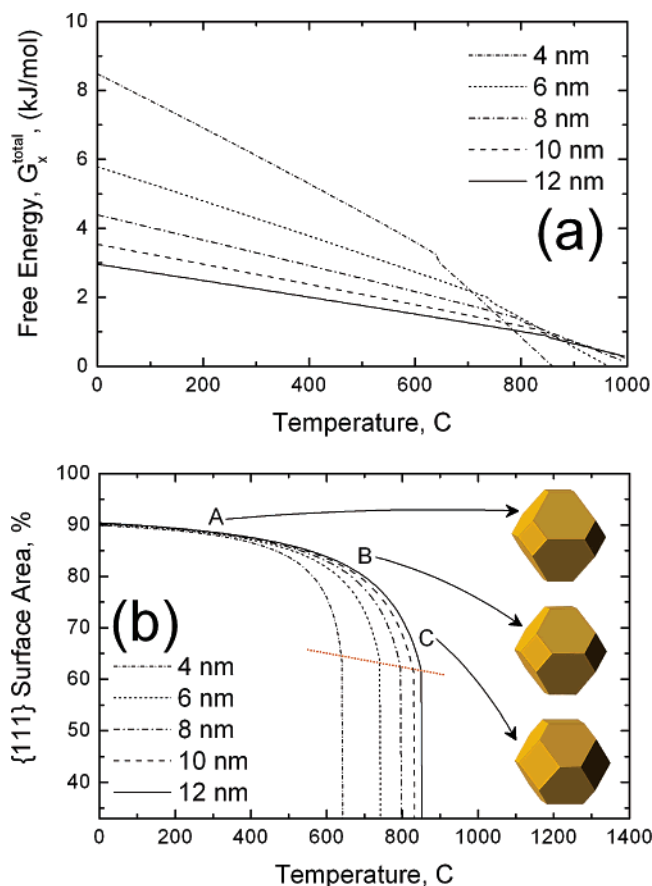 10
8
6
4
2
0
Free Energy, G_x^total, (kJ/mol)
4 nm
6 nm
8 nm
10 nm
12 nm
(a)
0 200 400 600 800 1000
Temperature, C
100
90
80
70
60
50
40
{111} Surface Area, %
A
B
C
(b)
4 nm
6 nm
8 nm
10 nm
12 nm
0 200 400 600 800 1000 1200 1400
Temperature, C